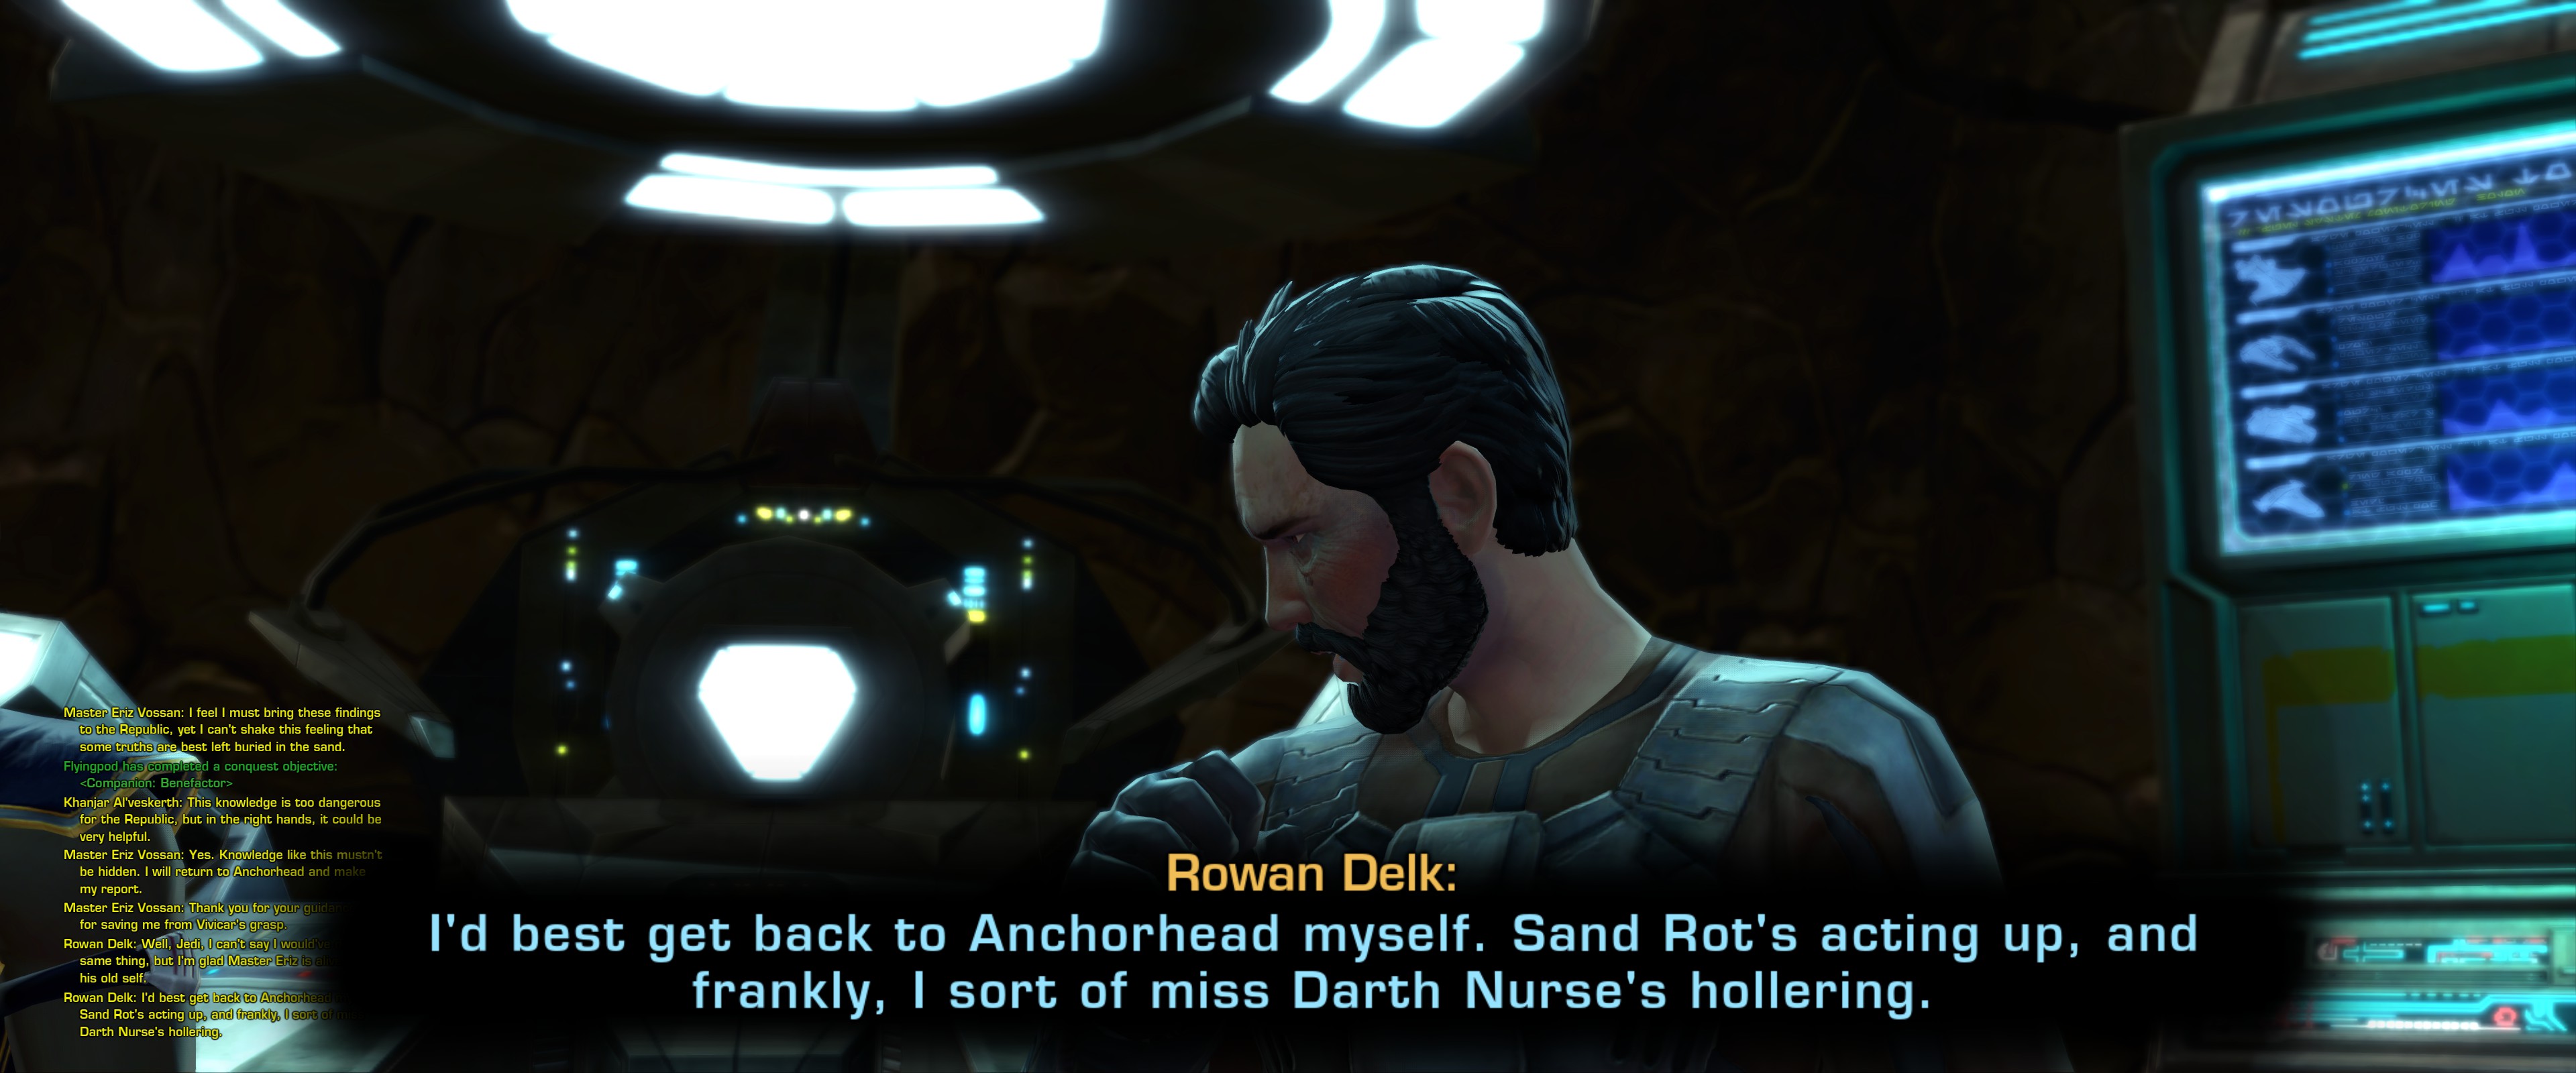 Master Eriz Vossan: I feel I must bring these findings
to the Republic, yet I can't shake this feeling that
some truths are best left buried in the sand.
Flyingpod has completed a conquest objective:
<Companion: Benefactor>
Khanjar Al'veskerth: This knowledge is too dangerous
for the Republic, but in the right hands, it could be
very helpful.
Master Eriz Vossan: Yes. Knowledge like this mustn't
be hidden. I will return to Anchorhead and make
my report.
Master Eriz Vossan: Thank you for your
for saving me from Vivicar's grasp.
Rowan Delk: Well, Jedi, I can't say I
same thing, but I'm glad Master Eriz is
his old self.
Rowan Delk: I'd best get back to Anchorhead
Sand Rot's acting up, and frankly, I sort of
Darth Nurse's hollering.
Rowan Delk:
I'd best get back to Anchorhead myself. Sand Rot's acting up, and
frankly, I sort of miss Darth Nurse's hollering.